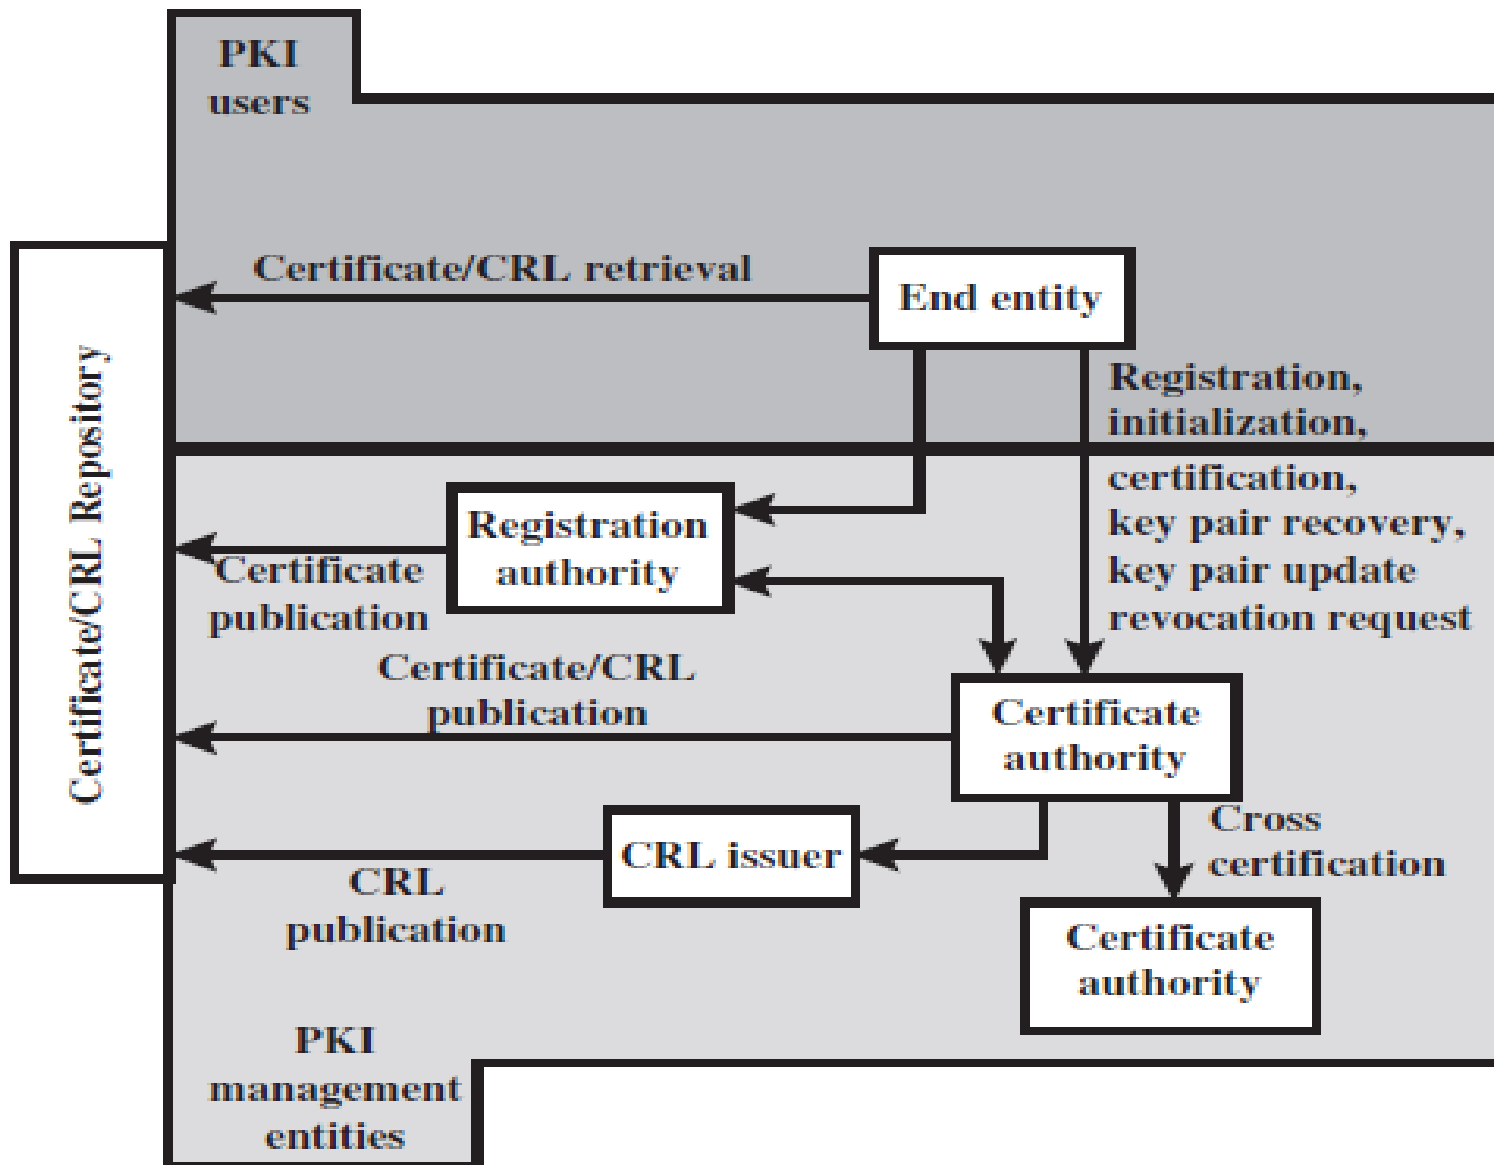 PKI
users
Certificate/CRL retrieval
End entity
Certificate/CRL Repository
Registration,
initialization,
certification,
key pair recovery,
key pair update
revocation request
Registration
authority
Certificate
publication
Certificate/CRL
publication
Certificate
authority
CRL issuer
Cross
certification
CRL
publication
Certificate
authority
PKI
management
entities